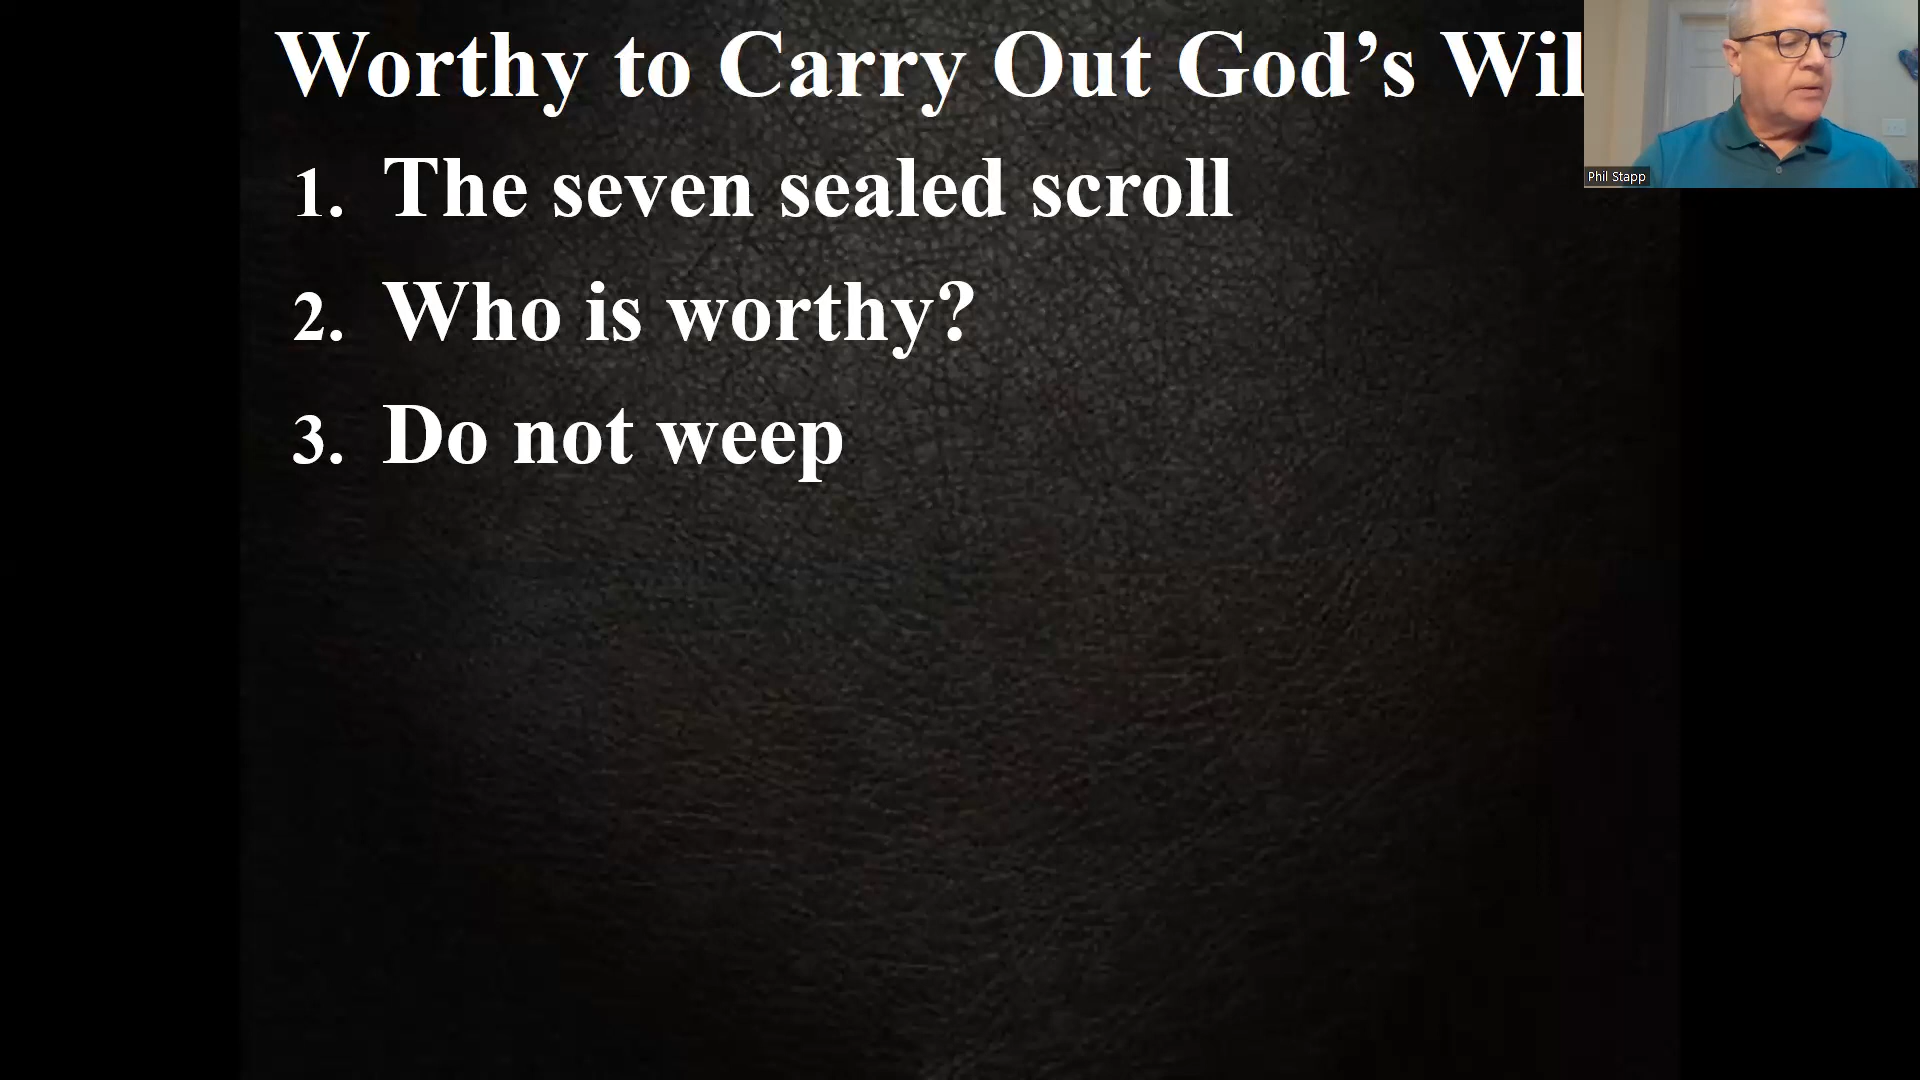 Worthy to Carry Out God’s Wil
1. The seven sealed scroll
2. Who is worthy?
3. Do not weep
Phil Stapp